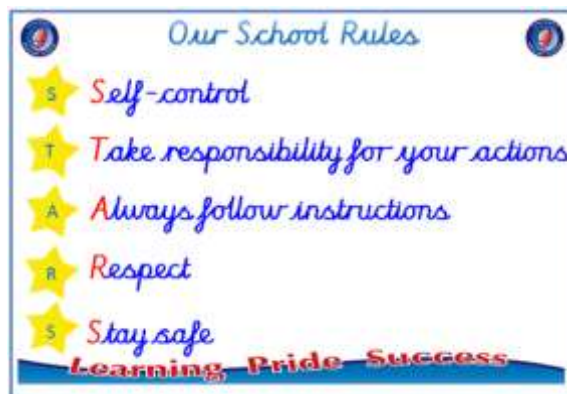 Our School Rules
S Self-control
T Take responsibility for your actions
A Always follow instructions
R Respect
S Stay safe
Learning Pride Success